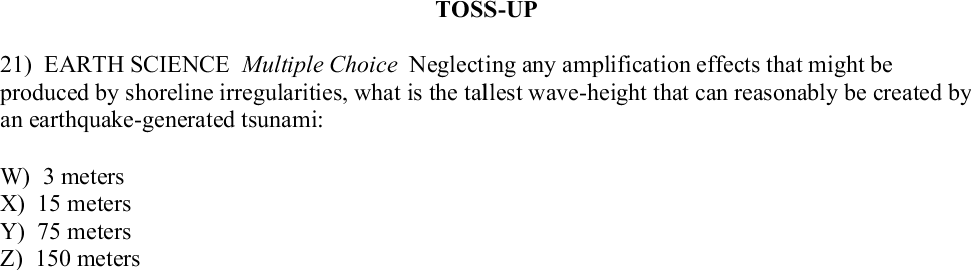 TOSS-UP
21) EARTH SCIENCE Multiple Choice Neglecting any amplification effects that might be
produced by shoreline irregularities, what is the tallest wave-height that can reasonably be created by
an earthquake-generated tsunami:
W) 3 meters
X) 15 meters
Y) 75 meters
Z) 150 meters